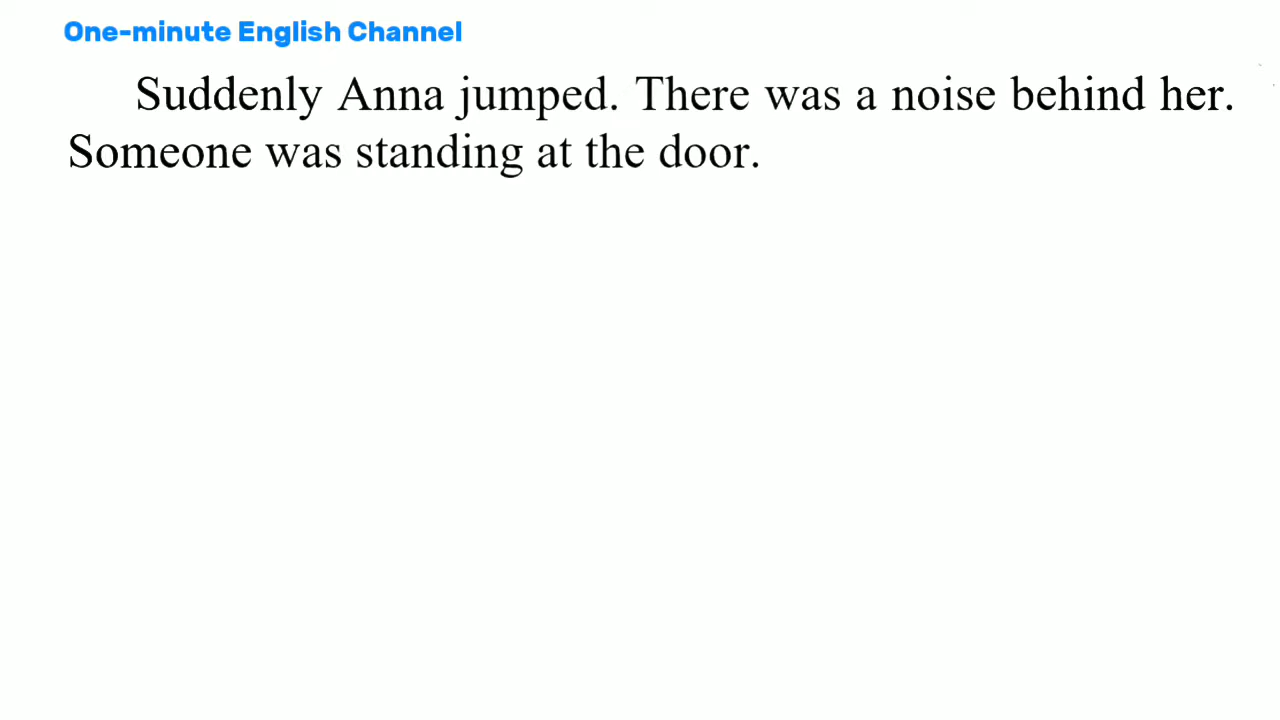 One-minute English Channel
Suddenly Anna jumped. There was a noise behind her.
Someone was standing at the door.